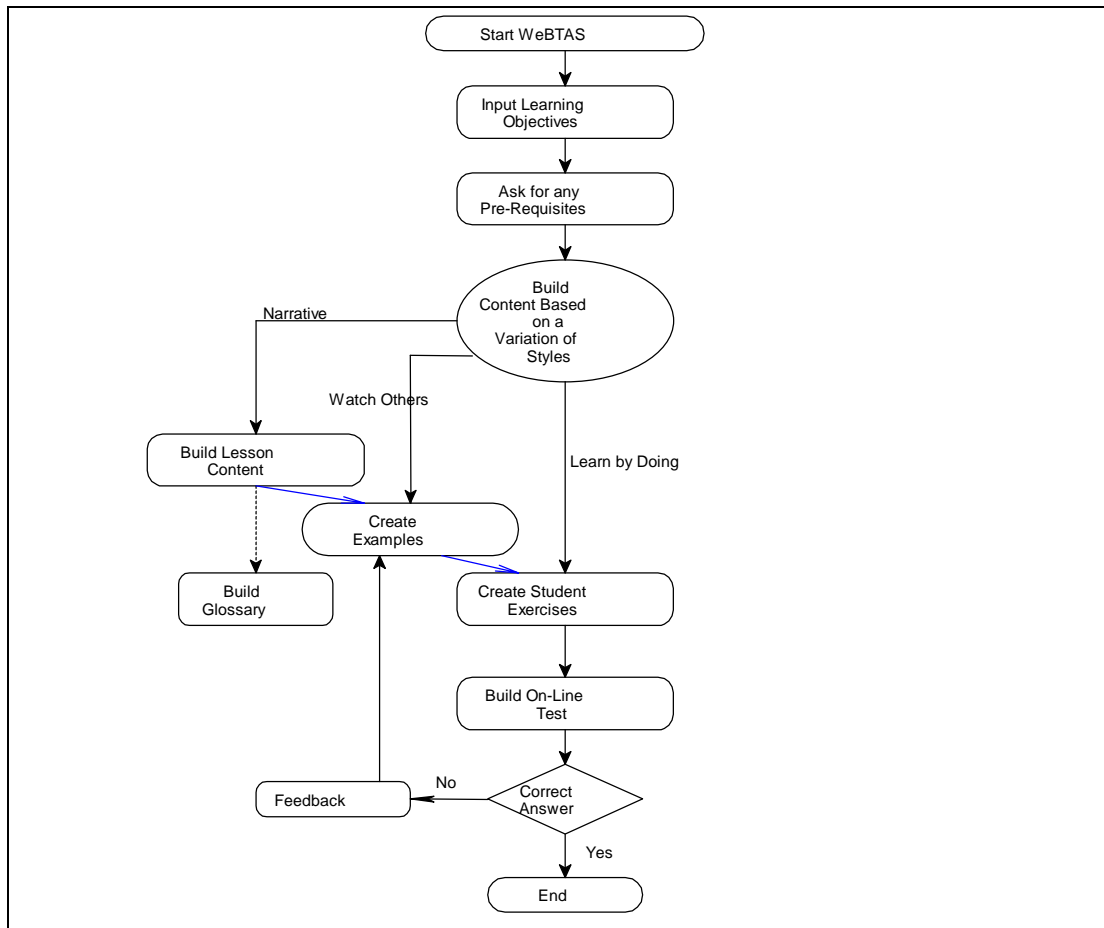 Start WeBTAS
Input Learning
Objectives
Ask for any
Pre-Requisites
Build
Content Based
on a
Variation of
Styles
Narrative
Watch Others
Learn by Doing
Build Lesson
Content
Create
Examples
Build
Glossary
Create Student
Exercises
Build On-Line
Test
Correct
Answer
No
Feedback
Yes
End